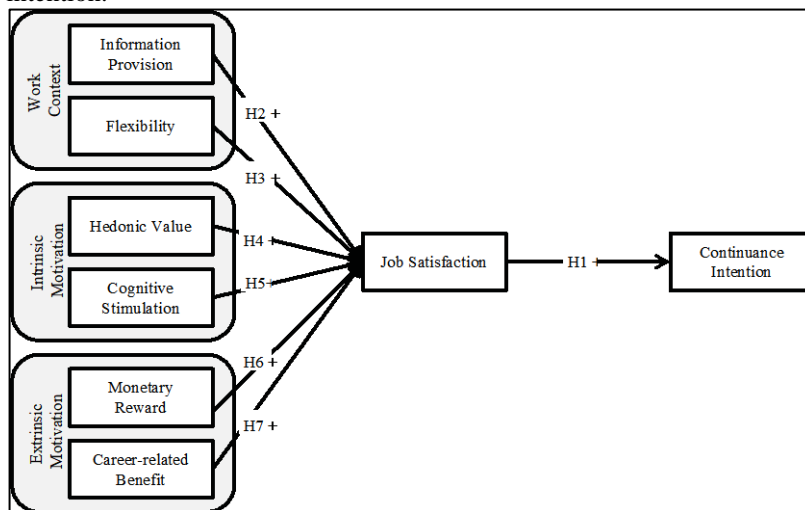 intention.
Work
Context
Information
Provision
Flexibility
H2 +
H3 +
Intrinsic
Motivation
Hedonic Value
Cognitive
Stimulation
H4 +
H5+
Job Satisfaction
H1 +
Continuance
Intention
Extrinsic
Motivation
Monetary
Reward
Career-related
Benefit
H6 +
H7 +